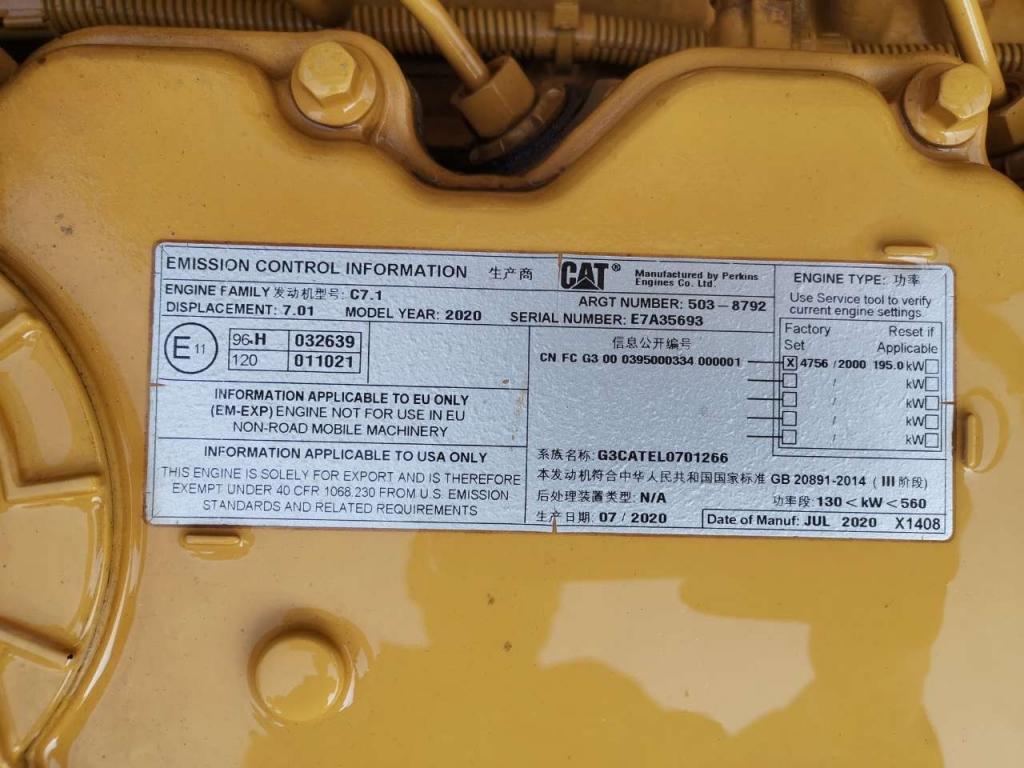 EMISSION CONTROL INFORMATION 生产商
CAT® Manufactured by Perkins
Engines Co. Ltd.
ENGINE FAMILY 发动机型号: C7.1
ARGT NUMBER: 503-8792
DISPLACEMENT: 7.01 MODEL YEAR: 2020 SERIAL NUMBER: E7A35693
ENGINE TYPE: 功率
Use Service tool to verify
current engine settings
Factory Reset if
Set Applicable
X 4756 / 2000 195.0 kW
/ kW
/ kW
/ kW
/ kW
E 11
96-H 032639
120 011021
信息公开编号
CN FC G3 00 0395000334 000001
INFORMATION APPLICABLE TO EU ONLY
(EM-EXP) ENGINE NOT FOR USE IN EU
NON-ROAD MOBILE MACHINERY
INFORMATION APPLICABLE TO USA ONLY
THIS ENGINE IS SOLELY FOR EXPORT AND IS THEREFORE
EXEMPT UNDER 40 CFR 1068.230 FROM U.S. EMISSION
STANDARDS AND RELATED REQUIREMENTS
系族名称: G3CATEL0701266
本发动机符合中华人民共和国国家标准 GB 20891-2014 ( III 阶段)
后处理装置类型: N/A 功率段: 130 < kW < 560
生产日期: 07 / 2020 Date of Manuf: JUL 2020 X1408